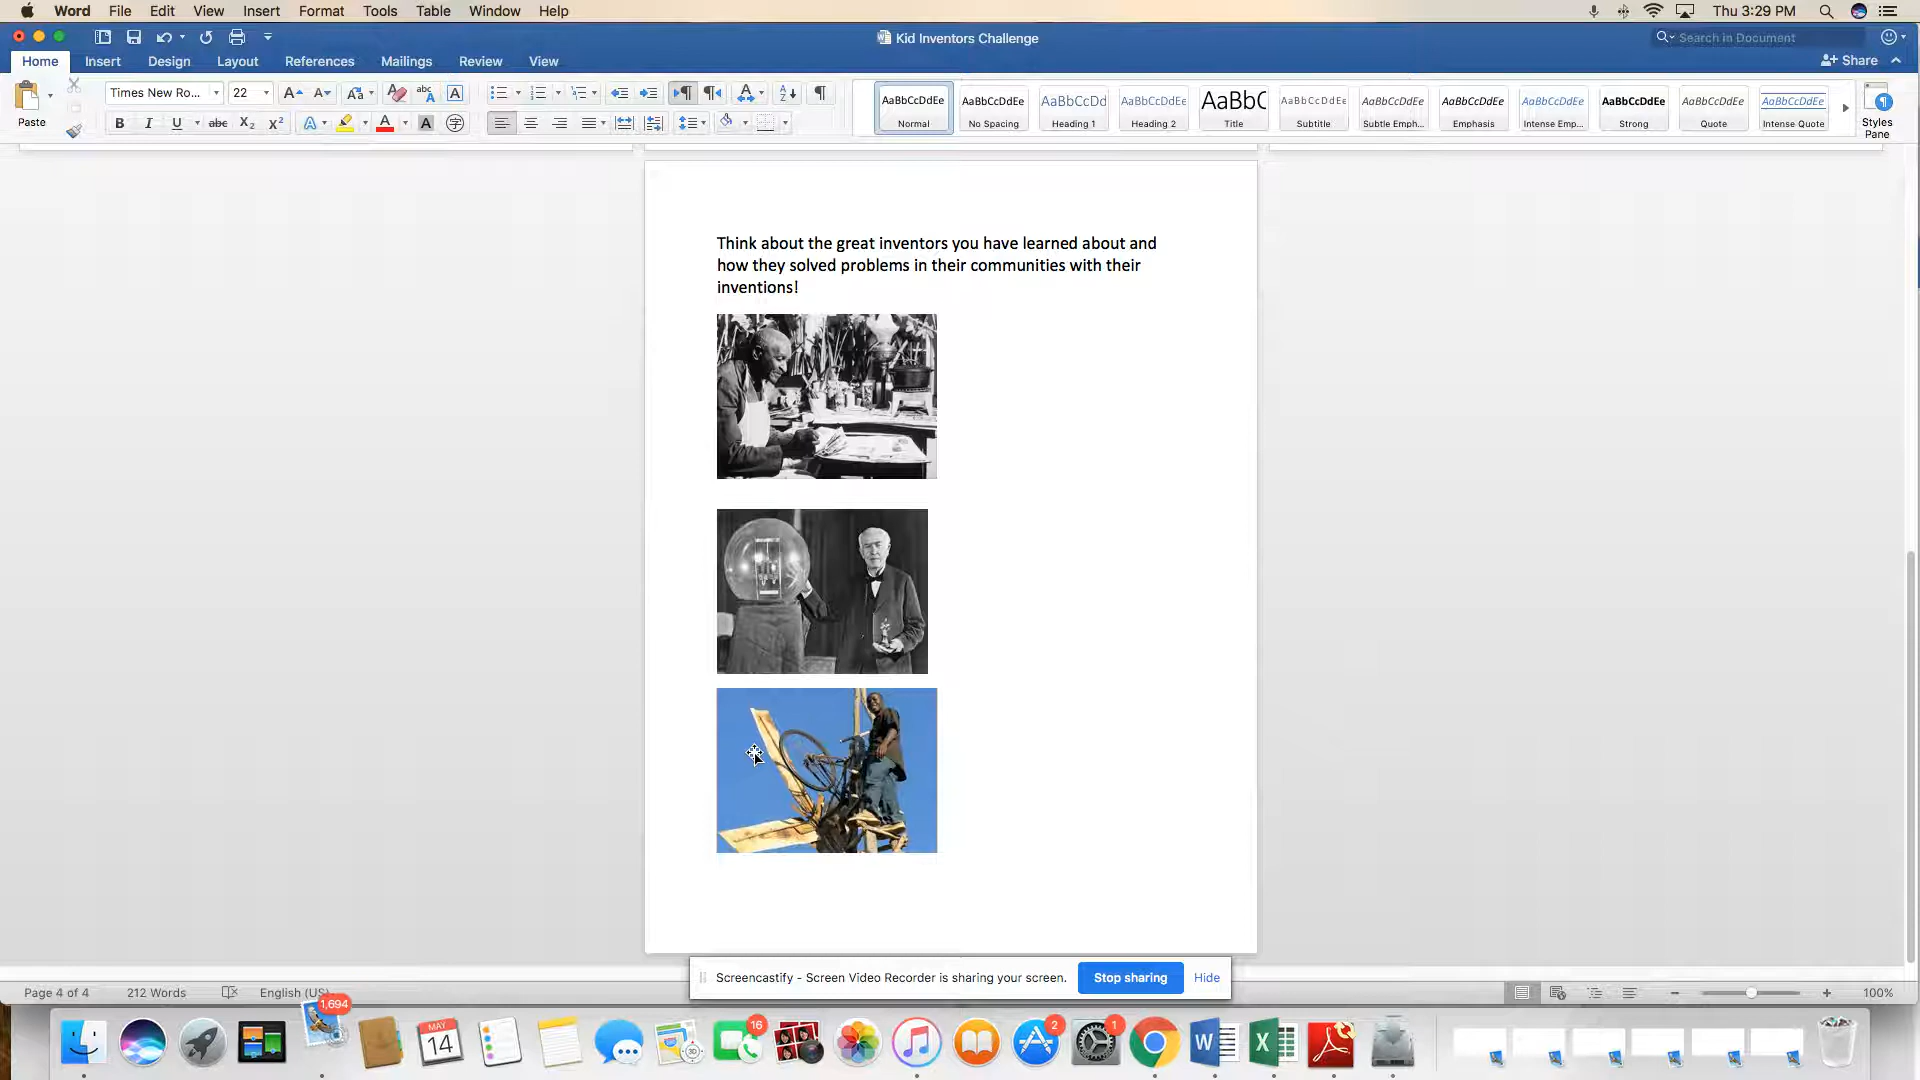 Word File Edit View Insert Format Tools Table Window Help Thu 3:29 PM
Kid Inventors Challenge Search in Document
Home Insert Design Layout References Mailings Review View Share
Paste Times New Ro... 22
AaBbCcDdEe AaBbCcDdEe AaBbCcDd AaBbCcDdEe AaBbC AaBbCcDdEe AaBbCcDdEe AaBbCcDdEe AaBbCcDdEe AaBbCcDdEe AaBbCcDdEe AaBbCcDdEe
Normal No Spacing Heading 1 Heading 2 Title Subtitle Subtle Emph... Emphasis Intense Emp... Strong Quote Intense Quote Styles Pane
Think about the great inventors you have learned about and
how they solved problems in their communities with their
inventions!
Screencastify - Screen Video Recorder is sharing your screen. Stop sharing Hide
Page 4 of 4 212 Words English (US) 100%
1,694 MAY 14 3D 16 2 1